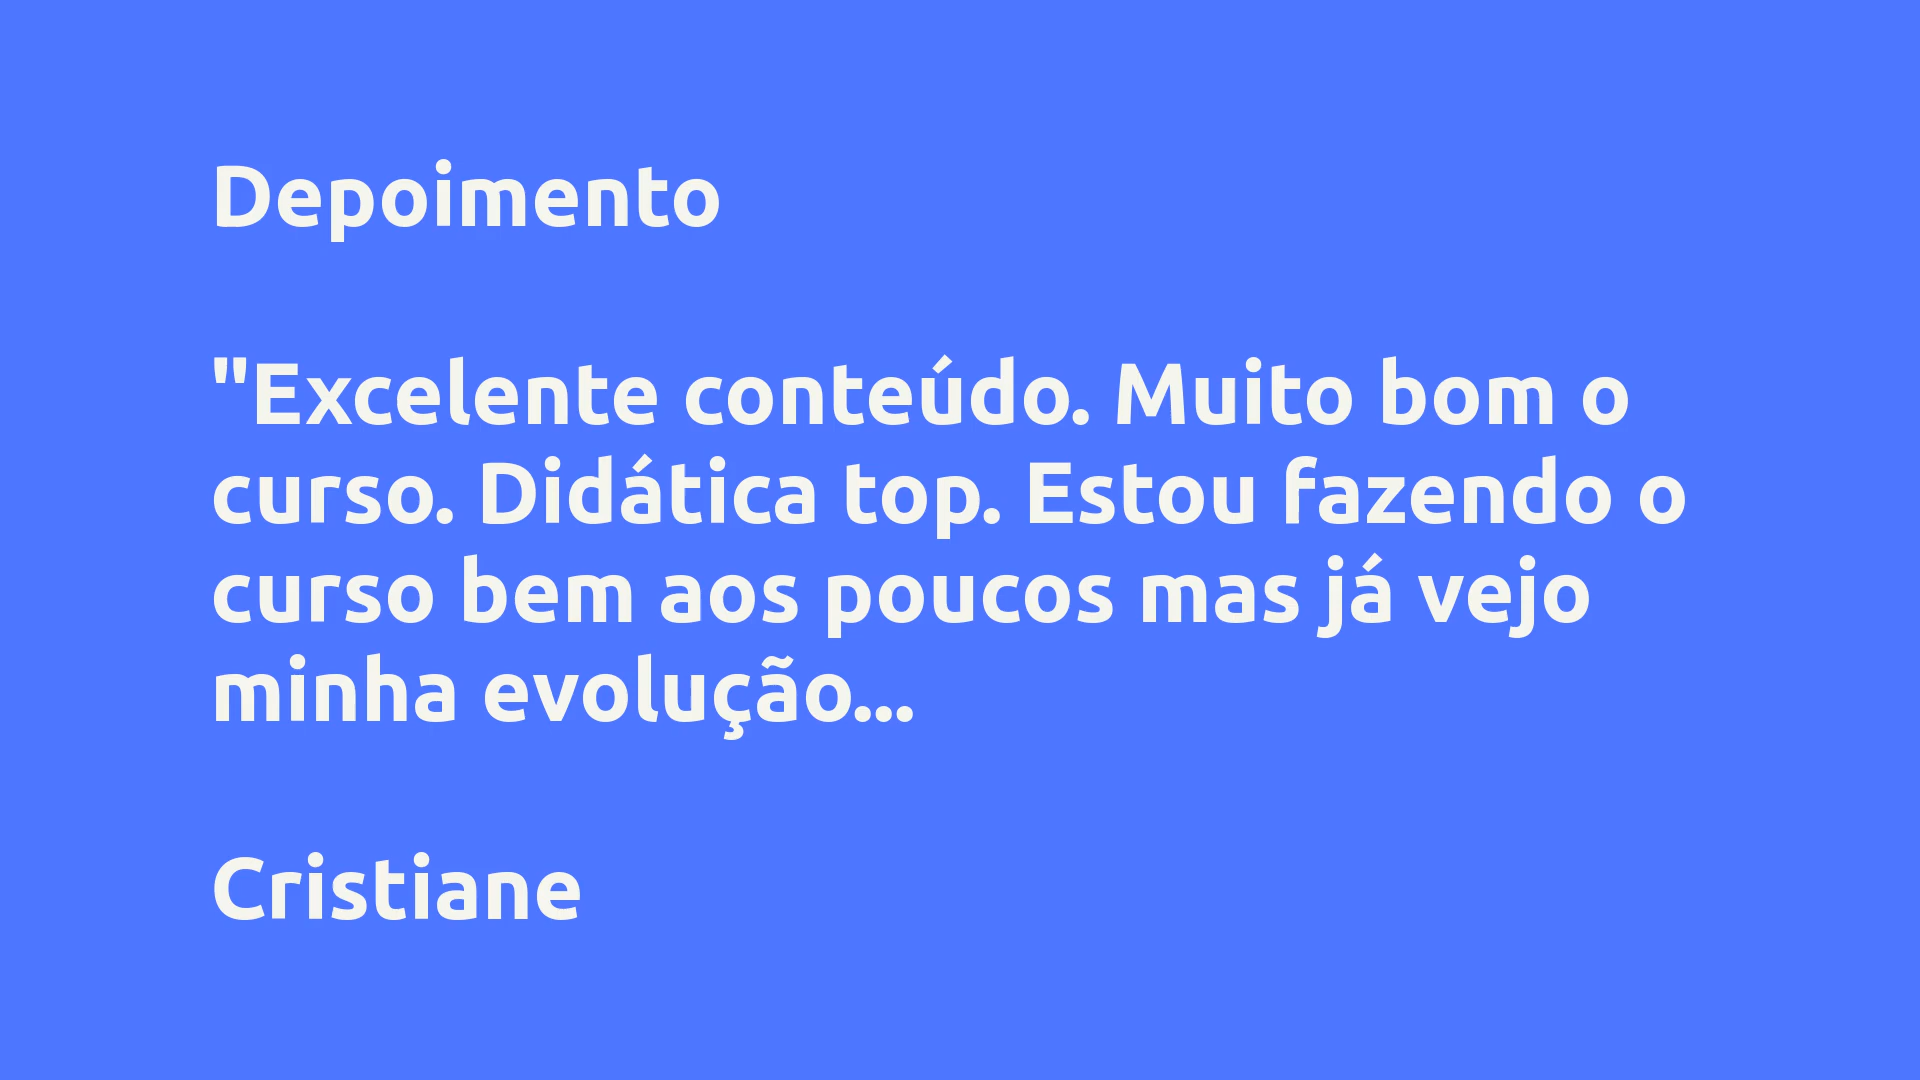 Depoimento
"Excelente conteúdo. Muito bom o
curso. Didática top. Estou fazendo o
curso bem aos poucos mas já vejo
minha evolução...
Cristiane